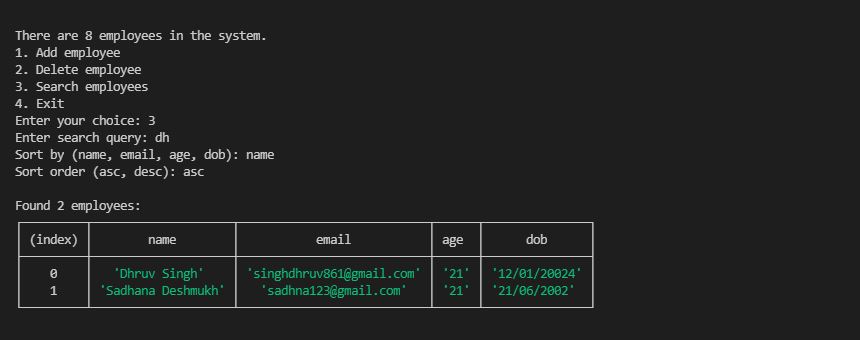 There are 8 employees in the system.
1. Add employee
2. Delete employee
3. Search employees
4. Exit
Enter your choice: 3
Enter search query: dh
Sort by (name, email, age, dob): name
Sort order (asc, desc): asc
Found 2 employees:
(index) name email age dob
0 'Dhruv Singh' 'singhdhruv861@gmail.com' '21' '12/01/20024'
1 'Sadhana Deshmukh' 'sadhna123@gmail.com' '21' '21/06/2002'